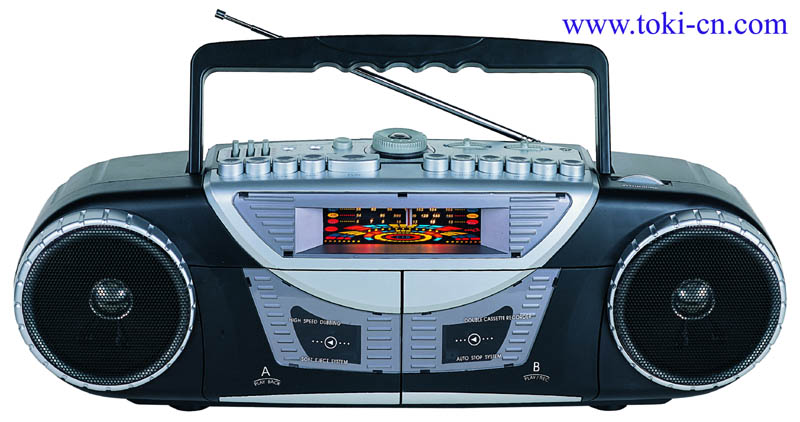 www.toki-cn.com
HIGH SPEED DUBBING
DOUBLE CASSETTE RECORDER
SOFT EJECT SYSTEM
AUTO STOP SYSTEM
A
PLAY BACK
B
PLAY/REC